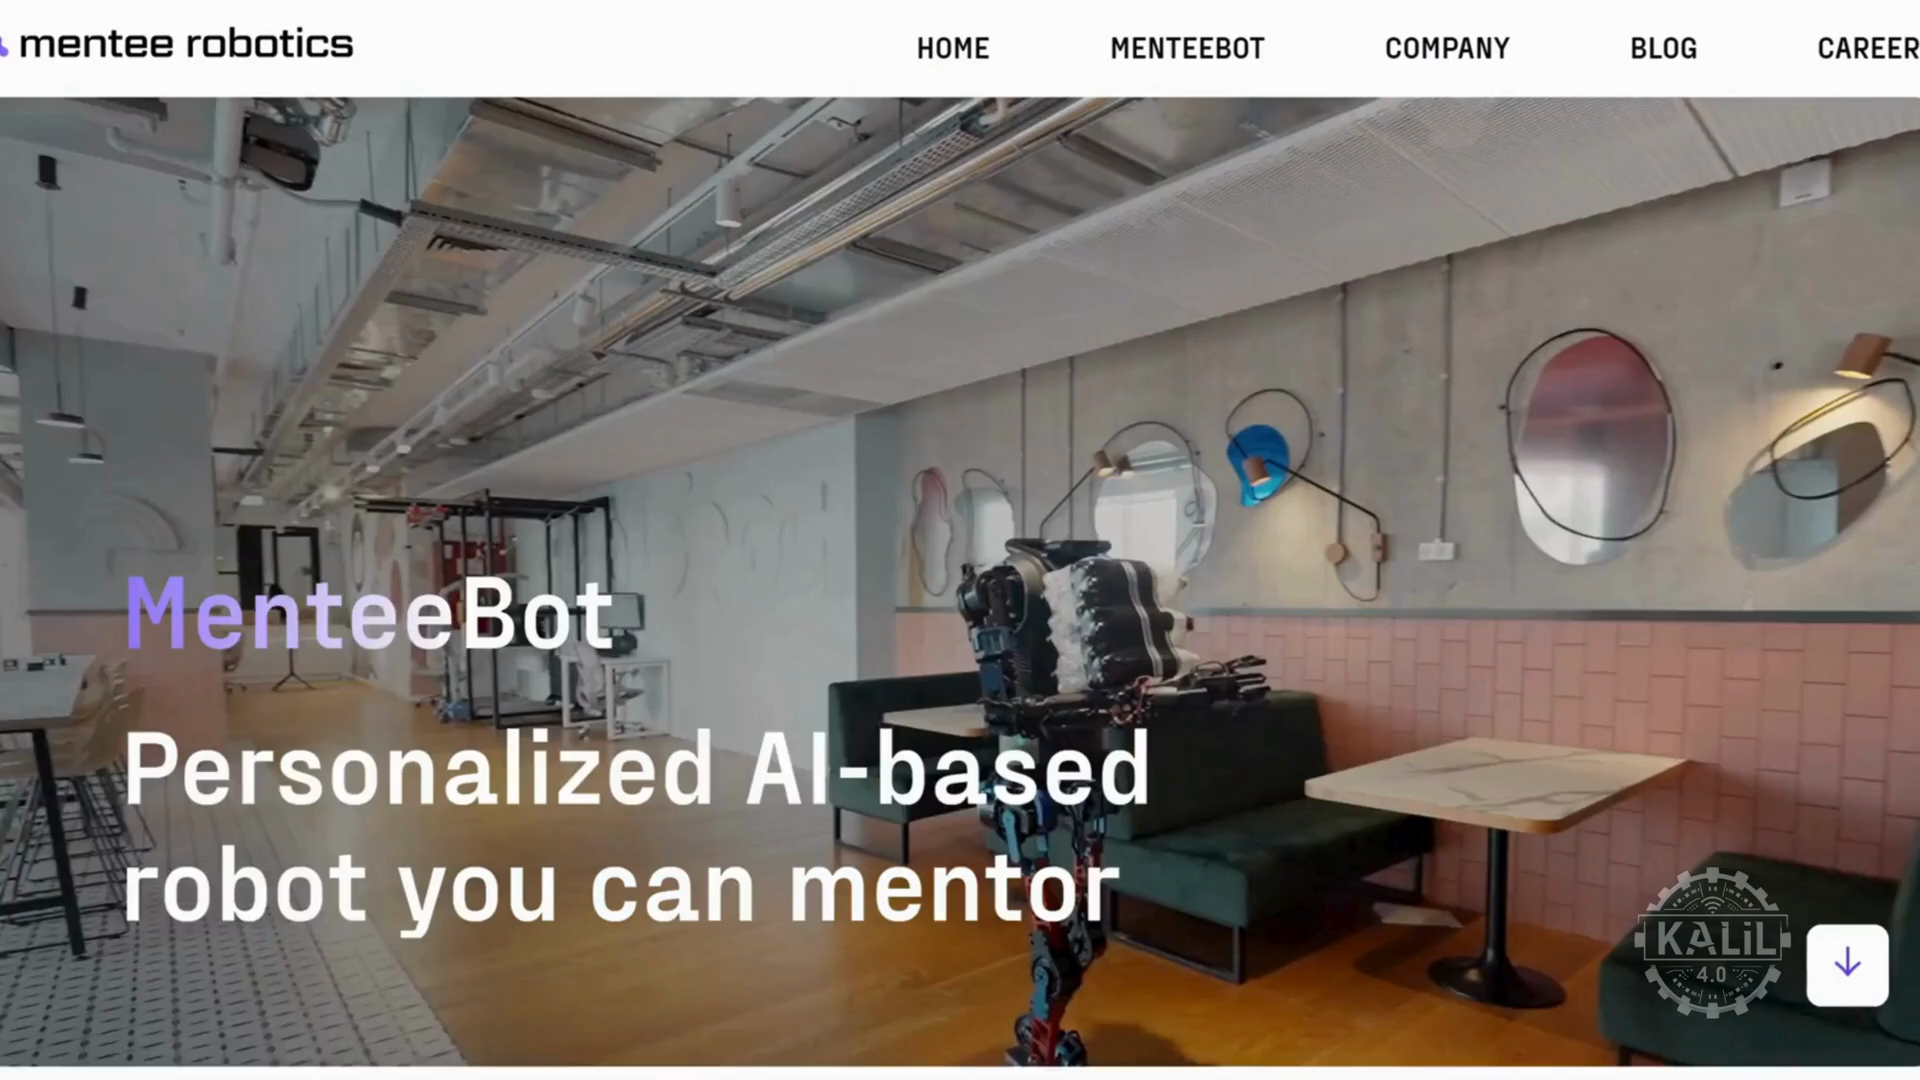 mentee robotics
HOME MENTEEBOT COMPANY BLOG CAREER
MenteeBot
Personalized AI-based
robot you can mentor
KALiL
4.0